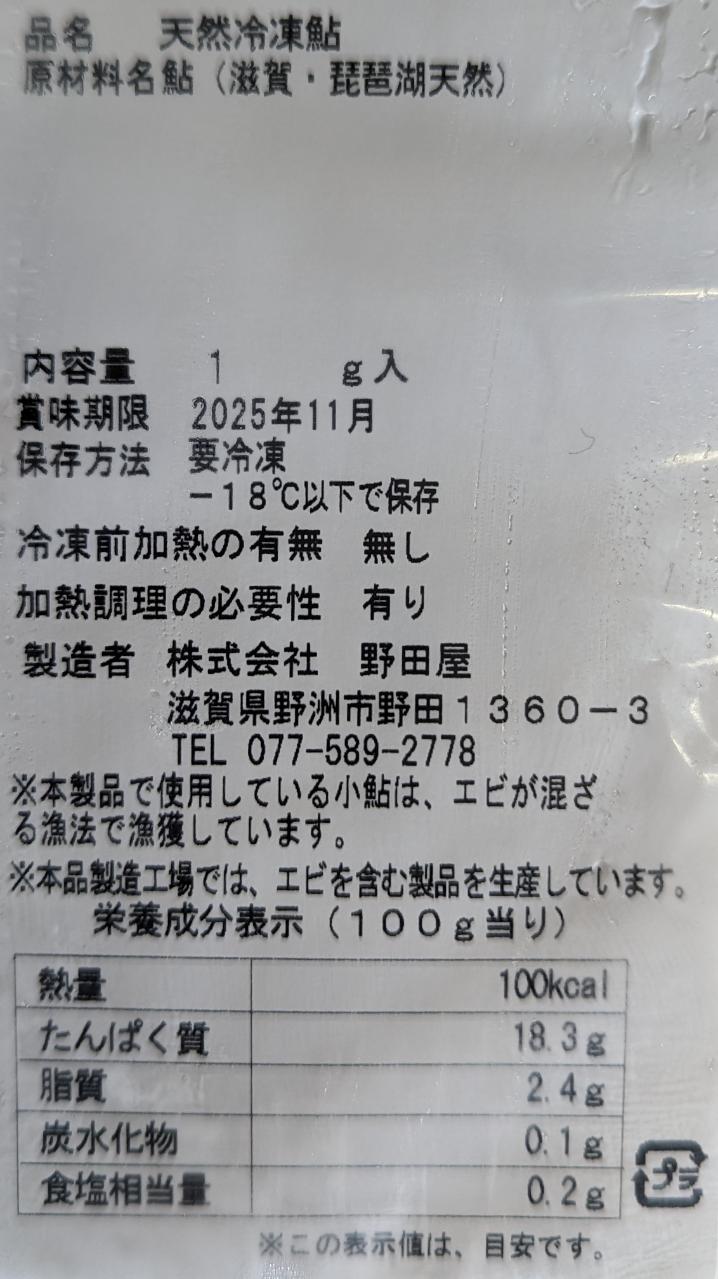 品名 天然冷凍鮎
原材料名鮎(滋賀・琵琶湖天然)
内容量 1 g入
賞味期限 2025年11月
保存方法 要冷凍
－18℃以下で保存
冷凍前加熱の有無 無し
加熱調理の必要性 有り
製造者 株式会社 野田屋
滋賀県野洲市野田1360－3
TEL 077-589-2778
※本製品で使用している小鮎は、エビが混ざ
る漁法で漁獲しています。
※本品製造工場では、エビを含む製品を生産しています。
栄養成分表示(100g当り)
熱量 100kcal
たんぱく質 18.3g
脂質 2.4g
炭水化物 0.1g
食塩相当量 0.2g
プラ
※この表示値は、目安です。